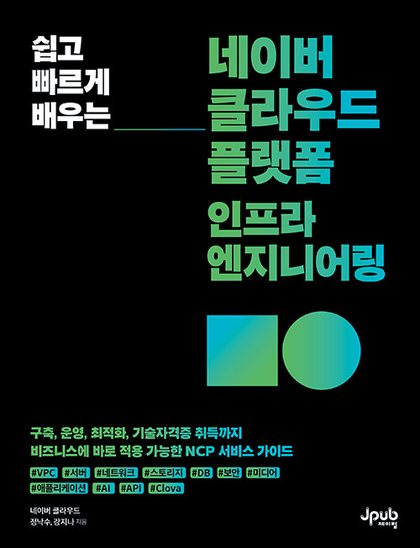 쉽고
빠르게
배우는
네이버
클라우드
플랫폼
인프라
엔지니어링
구축, 운영, 최적화, 기술자격증 취득까지
비즈니스에 바로 적용 가능한 NCP 서비스 가이드
#VPC #서버 #네트워크 #스토리지 #DB #보안 #미디어
#애플리케이션 #AI #API #Clova
네이버 클라우드
정낙수, 강지나 지음
Jpub
제이펍